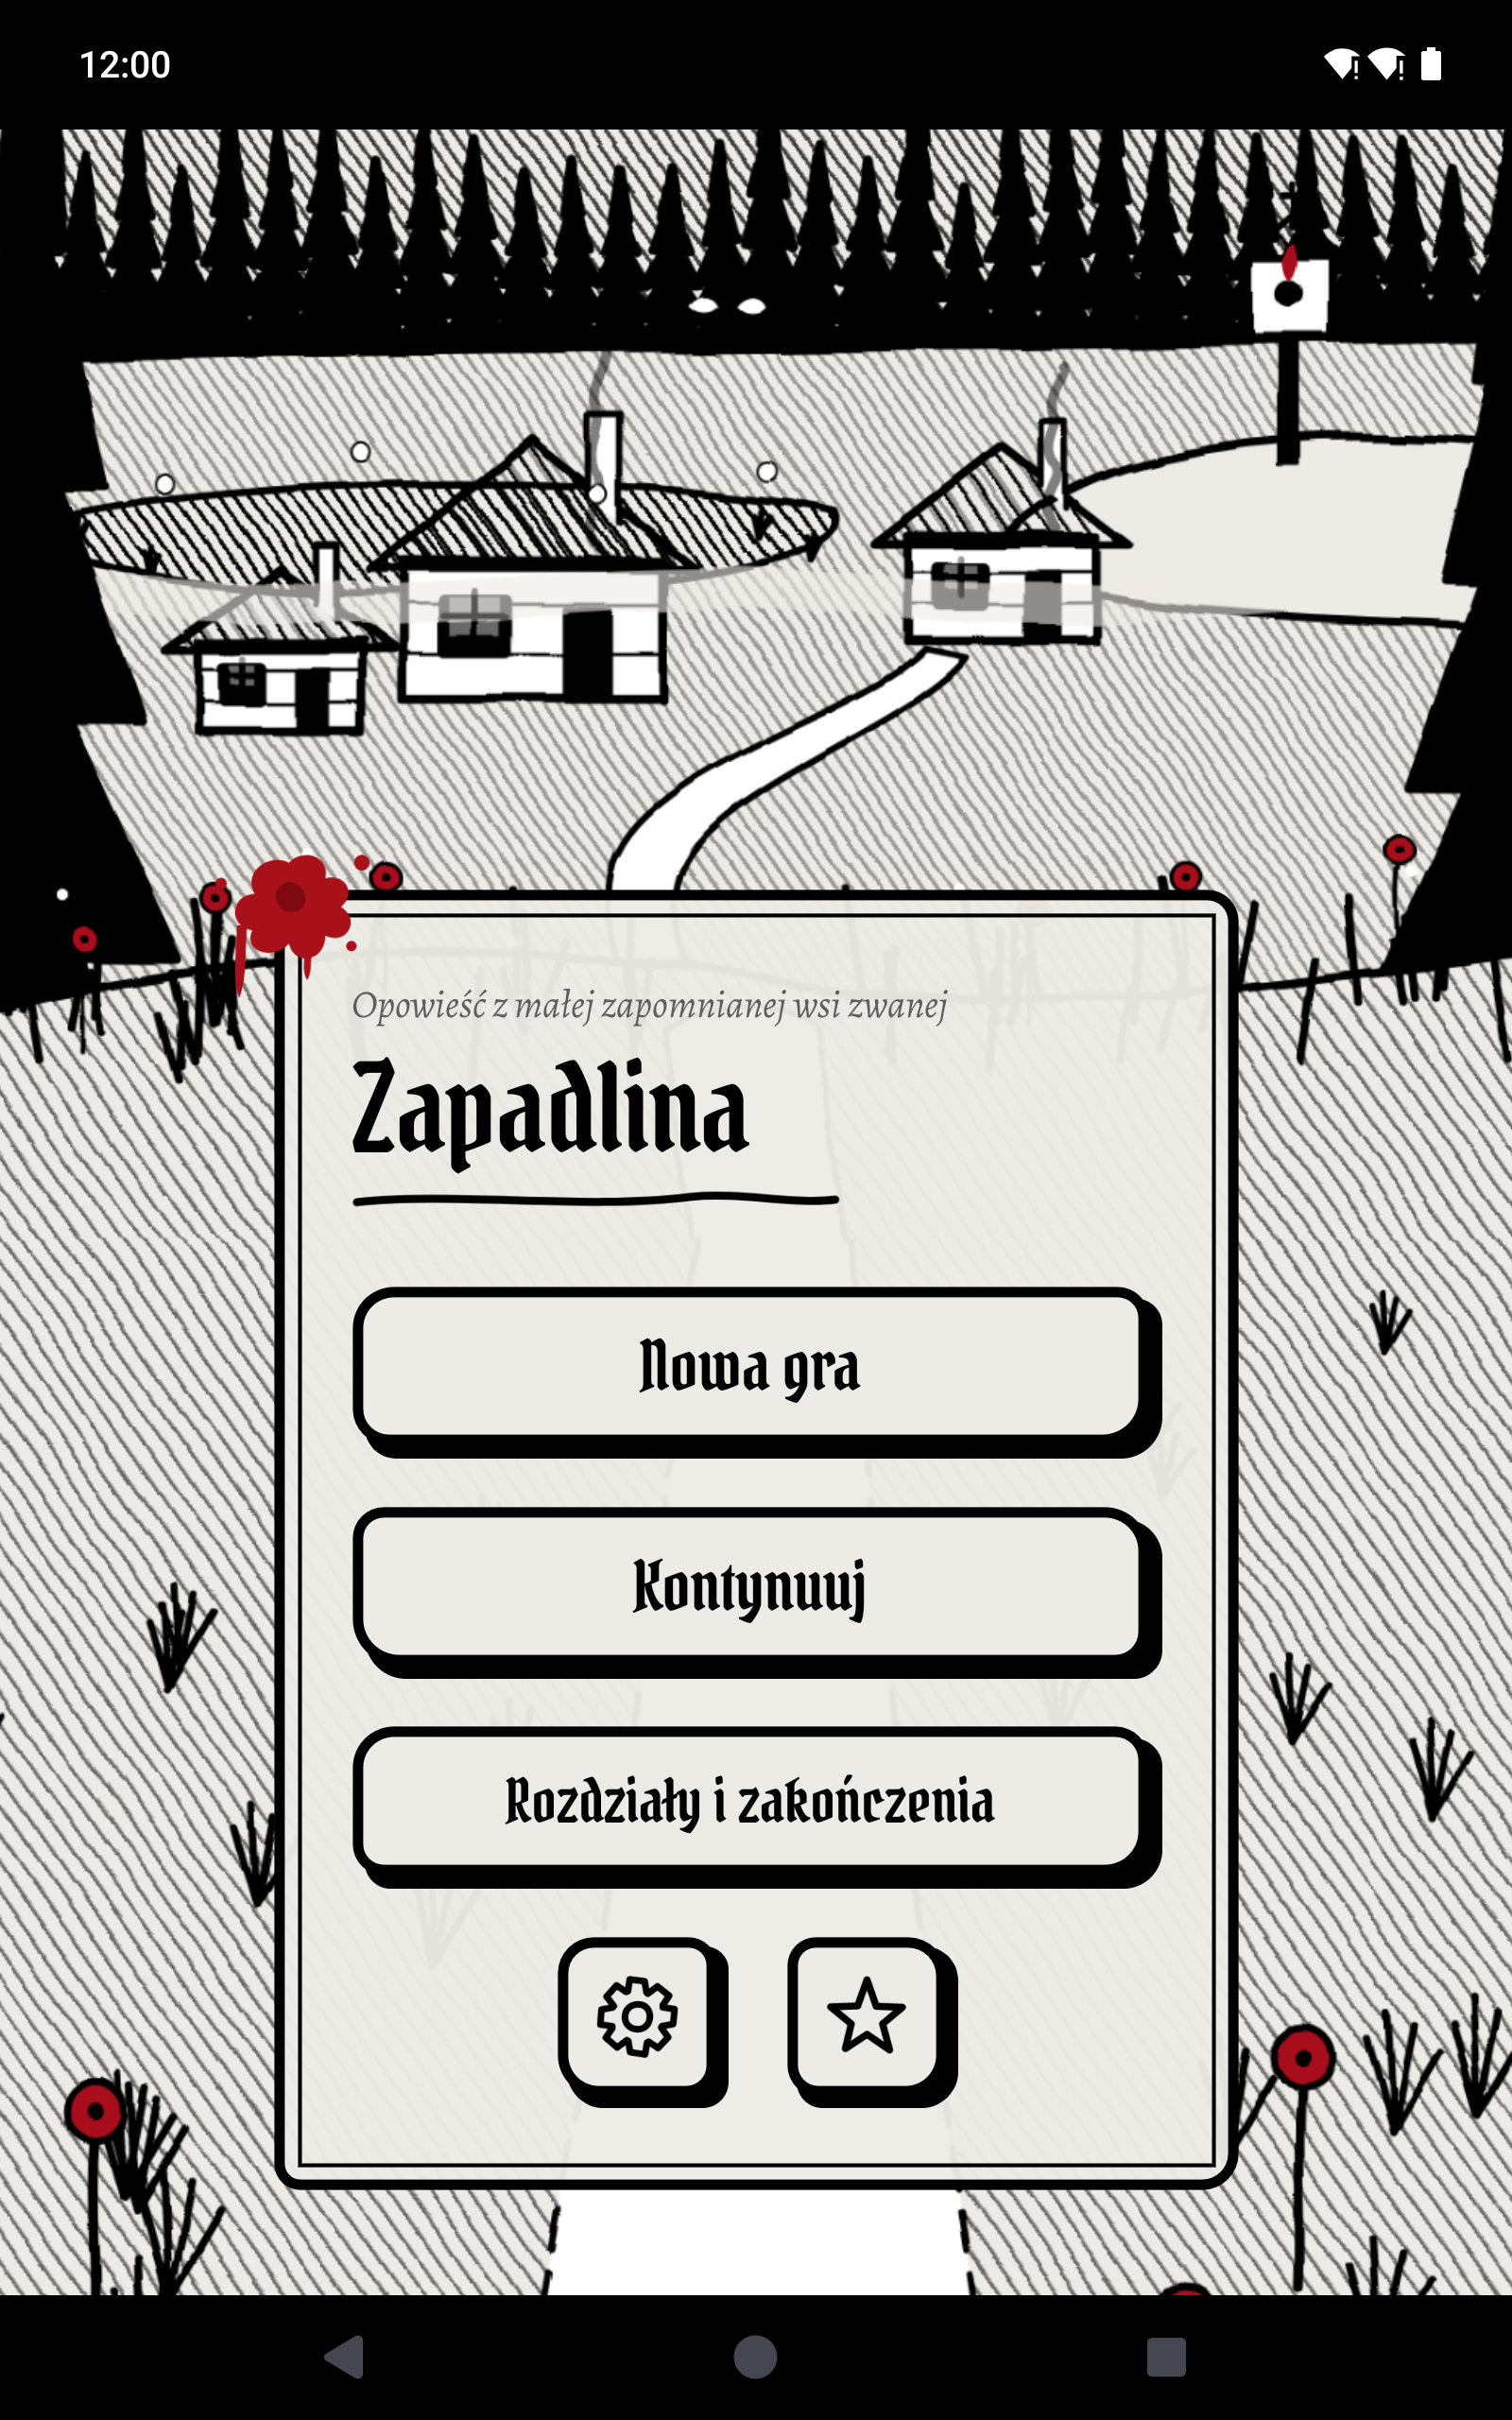 12:00
Opowieść z małej zapomnianej wsi zwanej
Zapadlina
Nowa gra
Kontynuuj
Rozdziały i zakończenia